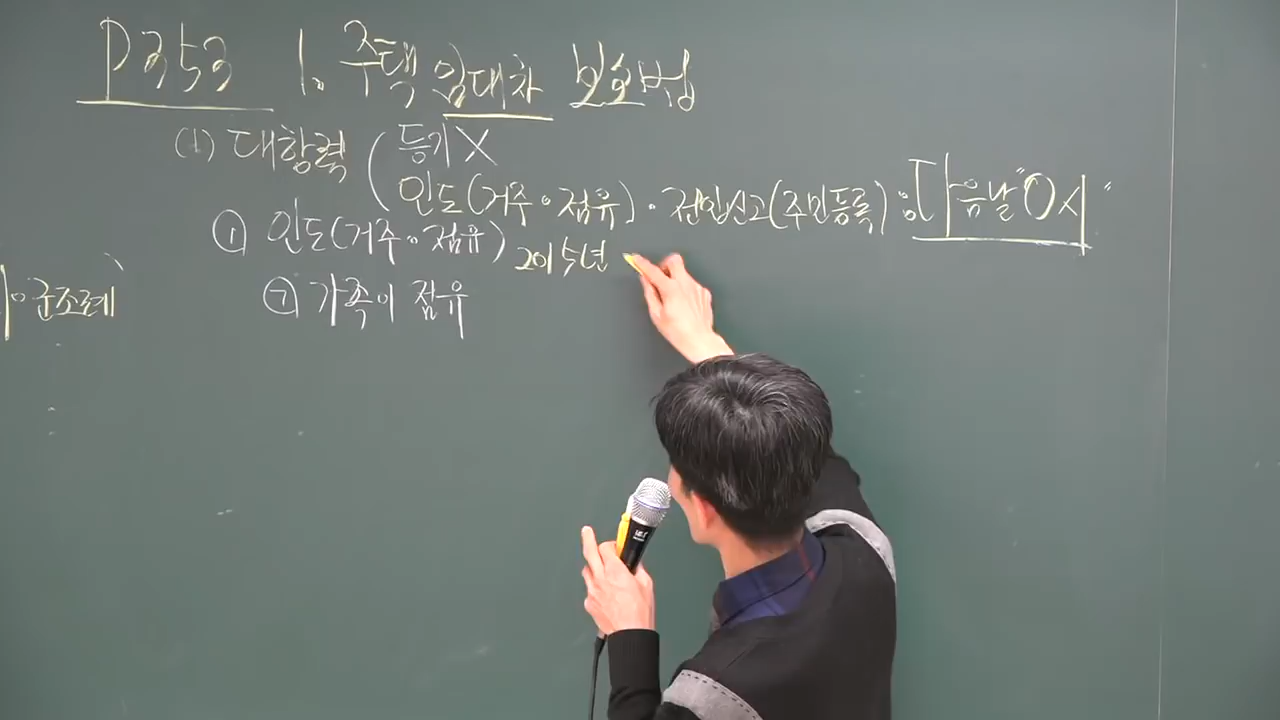 P353 1. 주택 임대차 보호법
(1) 대항력 ( 등기 X
인도(거주·점유)·전입신고(주민등록) : 다음날 "0시"
① 인도(거주·점유) 2015년
㉠ 가족이 점유
·군조례